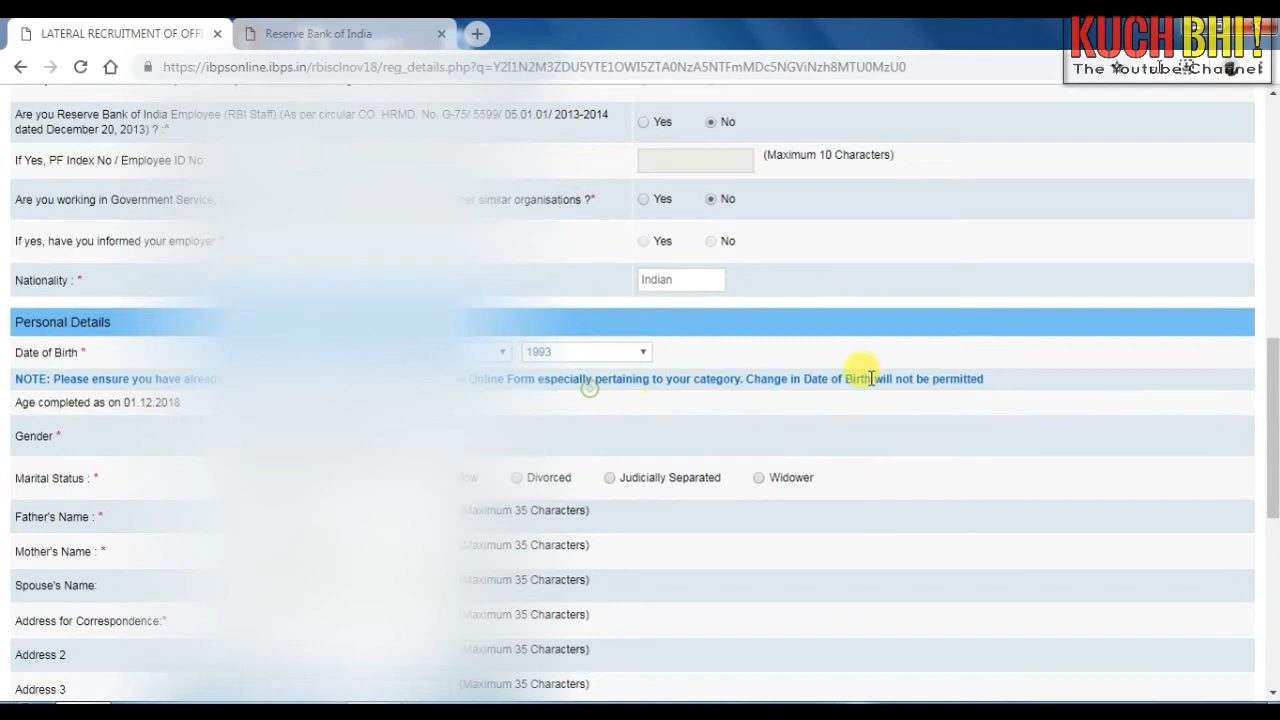 LATERAL RECRUITMENT OF OFFI
Reserve Bank of India
KUCH BHI!
The Youtube Channel
https://ibpsonline.ibps.in/rbisclnov18/reg_details.php?q=Y2I1N2M3ZDU5YTE1OWI5ZTA0NzA5NTFmMDc5NGViNzh8MTU0MzU0
Are you Reserve Bank of India Employee (RBI Staff) (As per circular CO. HRMD. No. G-75/ 5599/ 05.01.01/ 2013-2014
dated December 20, 2013) ? :*
Yes No
If Yes, PF Index No / Employee ID No:
(Maximum 10 Characters)
Are you working in Government Service, similar organisations ?*
Yes No
If yes, have you informed your employer ?
Yes No
Nationality : *
Indian
Personal Details
Date of Birth *
1993
NOTE: Please ensure you have already Online Form especially pertaining to your category. Change in Date of Birth will not be permitted
Age completed as on 01.12.2018
Gender *
Marital Status : *
Divorced Judicially Separated Widower
Father's Name : *
(Maximum 35 Characters)
Mother's Name : *
(Maximum 35 Characters)
Spouse's Name:
(Maximum 35 Characters)
Address for Correspondence:*
(Maximum 35 Characters)
Address 2
(Maximum 35 Characters)
Address 3
(Maximum 35 Characters)